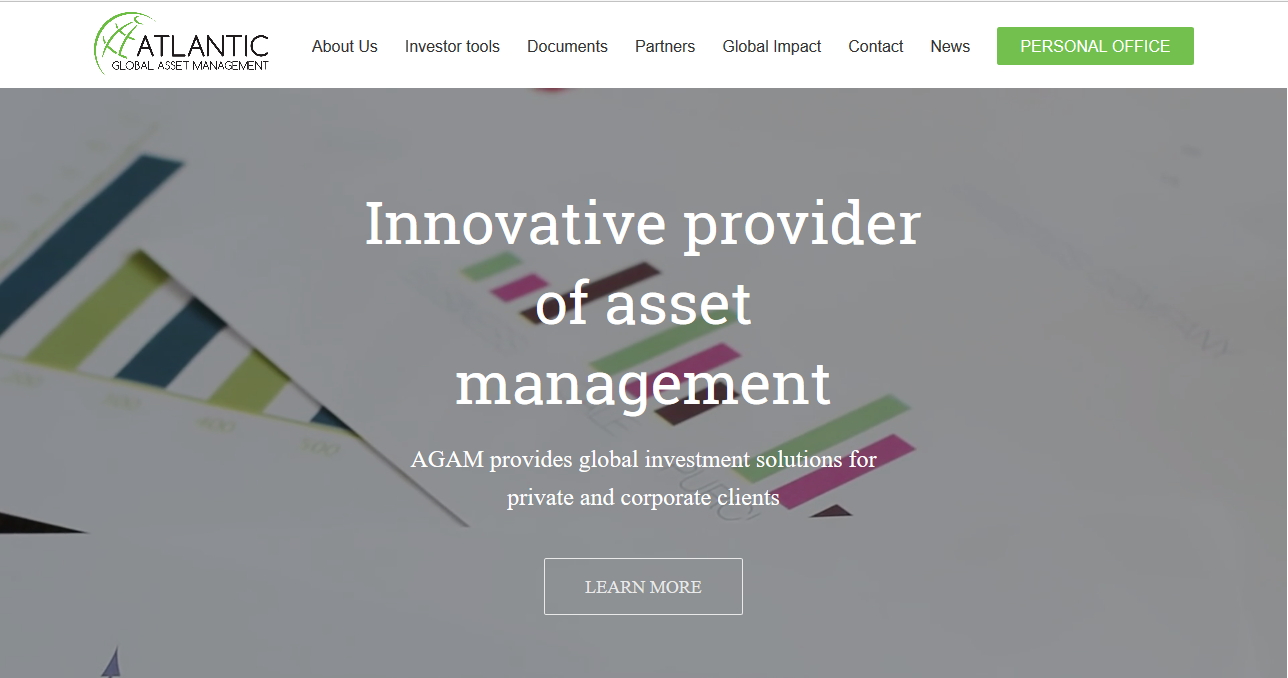 ATLANTIC
GLOBAL ASSET MANAGEMENT
About Us
Investor tools
Documents
Partners
Global Impact
Contact
News
PERSONAL OFFICE
Innovative provider
of asset
management
AGAM provides global investment solutions for
private and corporate clients
LEARN MORE